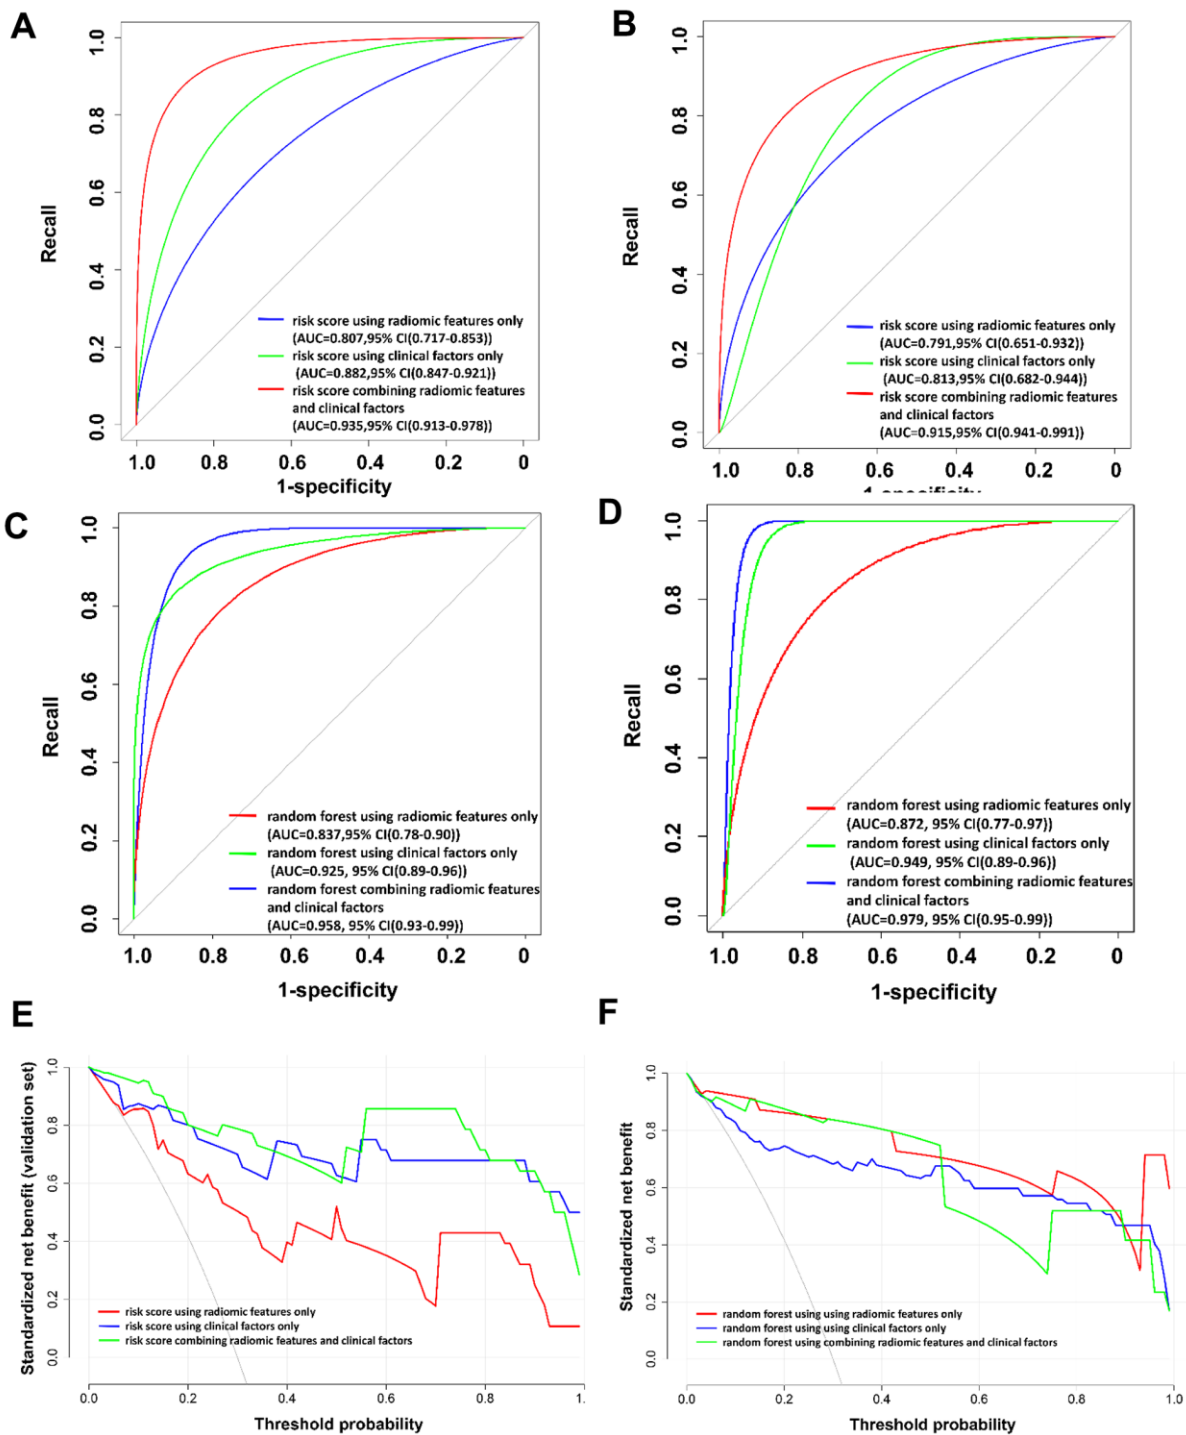 A
1.0
0.8
0.6
0.4
0.2
0.0
Recall
risk score using radiomic features only
(AUC=0.807,95% CI(0.717-0.853))
risk score using clinical factors only
(AUC=0.882,95% CI(0.847-0.921))
risk score combining radiomic features
and clinical factors
(AUC=0.935,95% CI(0.913-0.978))
1.0 0.8 0.6 0.4 0.2 0
1-specificity
B
1.0
0.8
0.6
0.4
0.2
0.0
Recall
risk score using radiomic features only
(AUC=0.791,95% CI(0.651-0.932))
risk score using clinical factors only
(AUC=0.813,95% CI(0.682-0.944))
risk score combining radiomic features
and clinical factors
(AUC=0.915,95% CI(0.941-0.991))
1.0 0.8 0.6 0.4 0.2 0
1-specificity
C
1.0
0.8
0.6
0.4
0.2
0.0
Recall
random forest using radiomic features only
(AUC=0.837,95% CI(0.78-0.90))
random forest using clinical factors only
(AUC=0.925, 95% CI(0.89-0.96))
random forest combining radiomic features
and clinical factors
(AUC=0.958, 95% CI(0.93-0.99))
1.0 0.8 0.6 0.4 0.2 0
1-specificity
D
1.0
0.8
0.6
0.4
0.2
0.0
Recall
random forest using radiomic features only
(AUC=0.872, 95% CI(0.77-0.97))
random forest using clinical factors only
(AUC=0.949, 95% CI(0.89-0.96))
random forest combining radiomic features
and clinical factors
(AUC=0.979, 95% CI(0.95-0.99))
1.0 0.8 0.6 0.4 0.2 0
1-specificity
E
1.0
0.8
0.6
0.4
0.2
0.0
Standardized net benefit (validation set)
risk score using radiomic features only
risk score using clinical factors only
risk score combining radiomic features and clinical factors
0.0 0.2 0.4 0.6 0.8 1.
Threshold probability
F
1.0
0.8
0.6
0.4
0.2
0.0
Standardized net benefit
random forest using using radiomic features only
random forest using using clinical factors only
random forest using combining radiomic features and clinical factors
0.0 0.2 0.4 0.6 0.8 1.0
Threshold probability